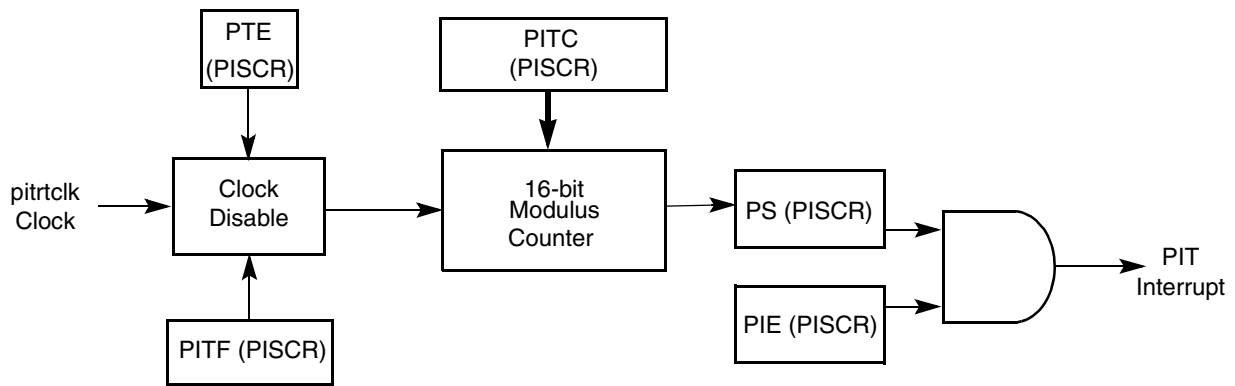 PTE
(PISCR)
PITC
(PISCR)
pitrtclk
Clock
Clock
Disable
16-bit
Modulus
Counter
PS (PISCR)
PIT
Interrupt
PIE (PISCR)
PITF (PISCR)